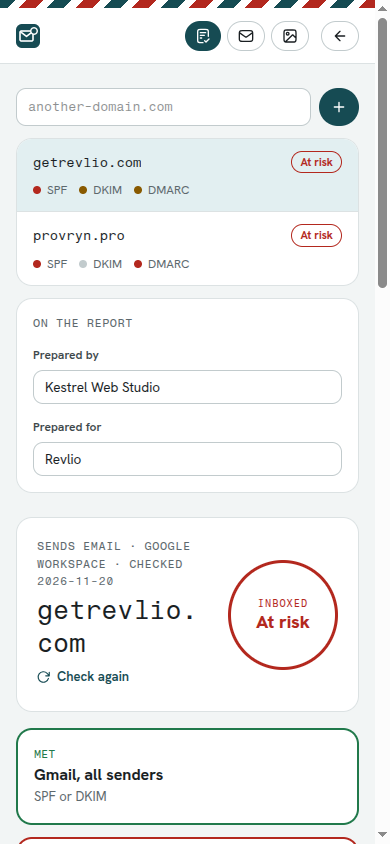 another-domain.com
getrevlio.com
At risk
SPF DKIM DMARC
provryn.pro
At risk
SPF DKIM DMARC
ON THE REPORT
Prepared by
Kestrel Web Studio
Prepared for
Revlio
SENDS EMAIL · GOOGLE
WORKSPACE · CHECKED
2026-11-20
getrevlio.
com
Check again
INBOXED
At risk
MET
Gmail, all senders
SPF or DKIM